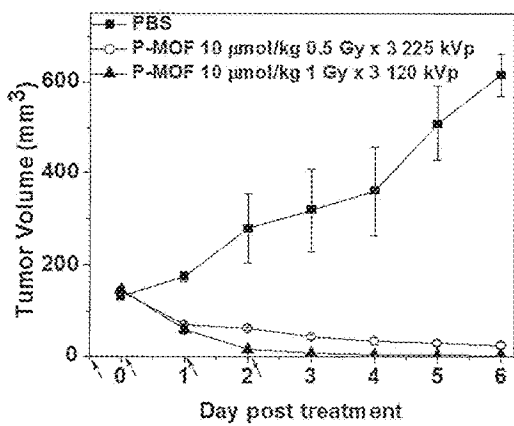 PBS
P-MOF 10 μmol/kg 0.5 Gy x 3 225 kVp
P-MOF 10 μmol/kg 1 Gy x 3 120 kVp
Tumor Volume (mm³)
600
400
200
0
0 1 2 3 4 5 6
Day post treatment